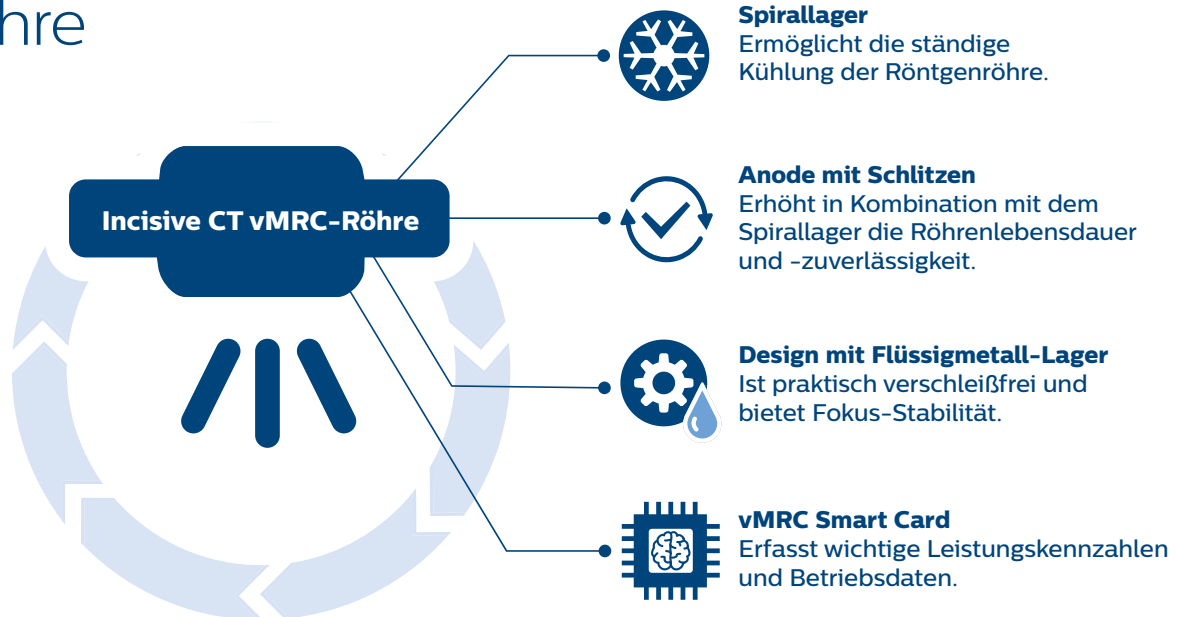 hre
Spirallager
Ermöglicht die ständige
Kühlung der Röntgenröhre.
Incisive CT vMRC-Röhre
Anode mit Schlitzen
Erhöht in Kombination mit dem
Spirallager die Röhrenlebensdauer
und -zuverlässigkeit.
Design mit Flüssigmetall-Lager
Ist praktisch verschleißfrei und
bietet Fokus-Stabilität.
vMRC Smart Card
Erfasst wichtige Leistungskennzahlen
und Betriebsdaten.